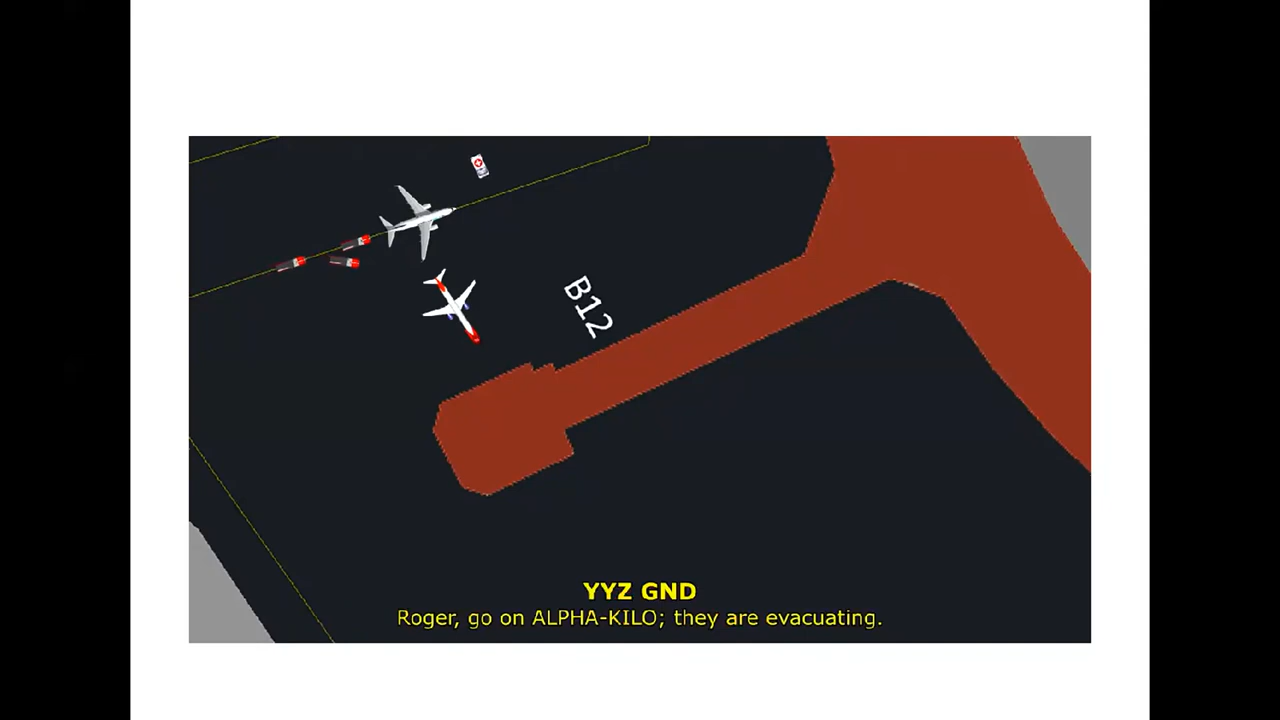 B12
YYZ GND
Roger, go on ALPHA-KILO; they are evacuating.